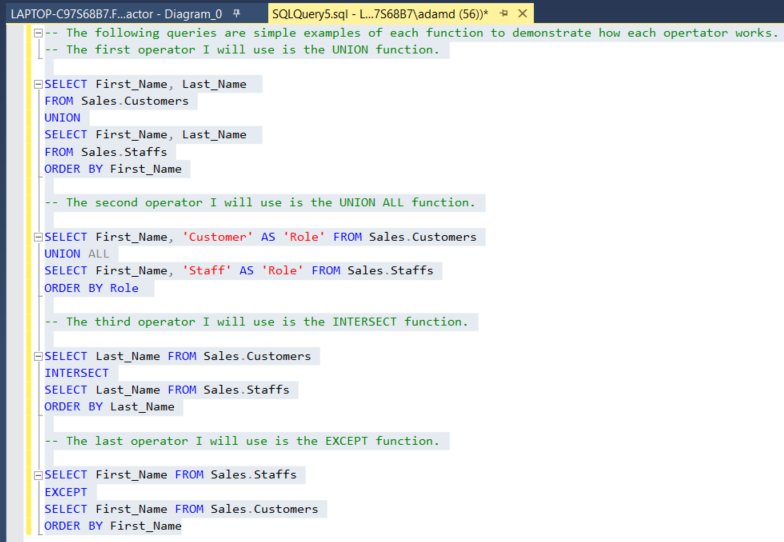 LAPTOP-C97S68B7.F...actor - Diagram_0
SQLQuery5.sql - L...7S68B7\adamd (56))*
-- The following queries are simple examples of each function to demonstrate how each opertator works.
-- The first operator I will use is the UNION function.
SELECT First_Name, Last_Name
FROM Sales.Customers
UNION
SELECT First_Name, Last_Name
FROM Sales.Staffs
ORDER BY First_Name
-- The second operator I will use is the UNION ALL function.
SELECT First_Name, 'Customer' AS 'Role' FROM Sales.Customers
UNION ALL
SELECT First_Name, 'Staff' AS 'Role' FROM Sales.Staffs
ORDER BY Role
-- The third operator I will use is the INTERSECT function.
SELECT Last_Name FROM Sales.Customers
INTERSECT
SELECT Last_Name FROM Sales.Staffs
ORDER BY Last_Name
-- The last operator I will use is the EXCEPT function.
SELECT First_Name FROM Sales.Staffs
EXCEPT
SELECT First_Name FROM Sales.Customers
ORDER BY First_Name